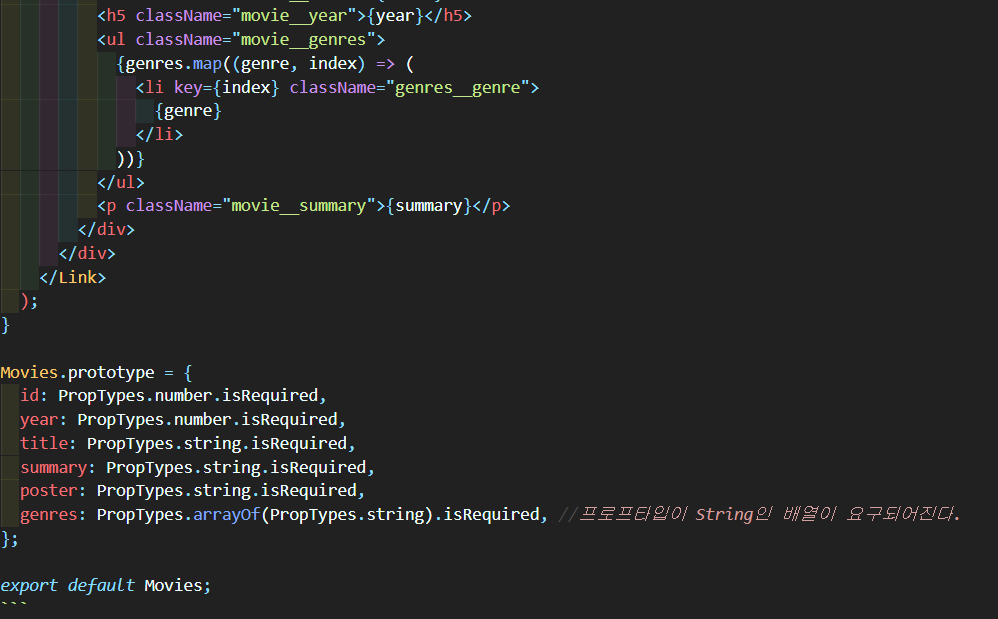 <h5 className="movie__year">{year}</h5>
<ul className="movie__genres">
{genres.map((genre, index) => (
<li key={index} className="genres__genre">
{genre}
</li>
))}
</ul>
<p className="movie__summary">{summary}</p>
</div>
</div>
</Link>
);
}
Movies.prototype = {
id: PropTypes.number.isRequired,
year: PropTypes.number.isRequired,
title: PropTypes.string.isRequired,
summary: PropTypes.string.isRequired,
poster: PropTypes.string.isRequired,
genres: PropTypes.arrayOf(PropTypes.string).isRequired, //프로프타입이 String인 배열이 요구되어진다.
};
export default Movies;
```